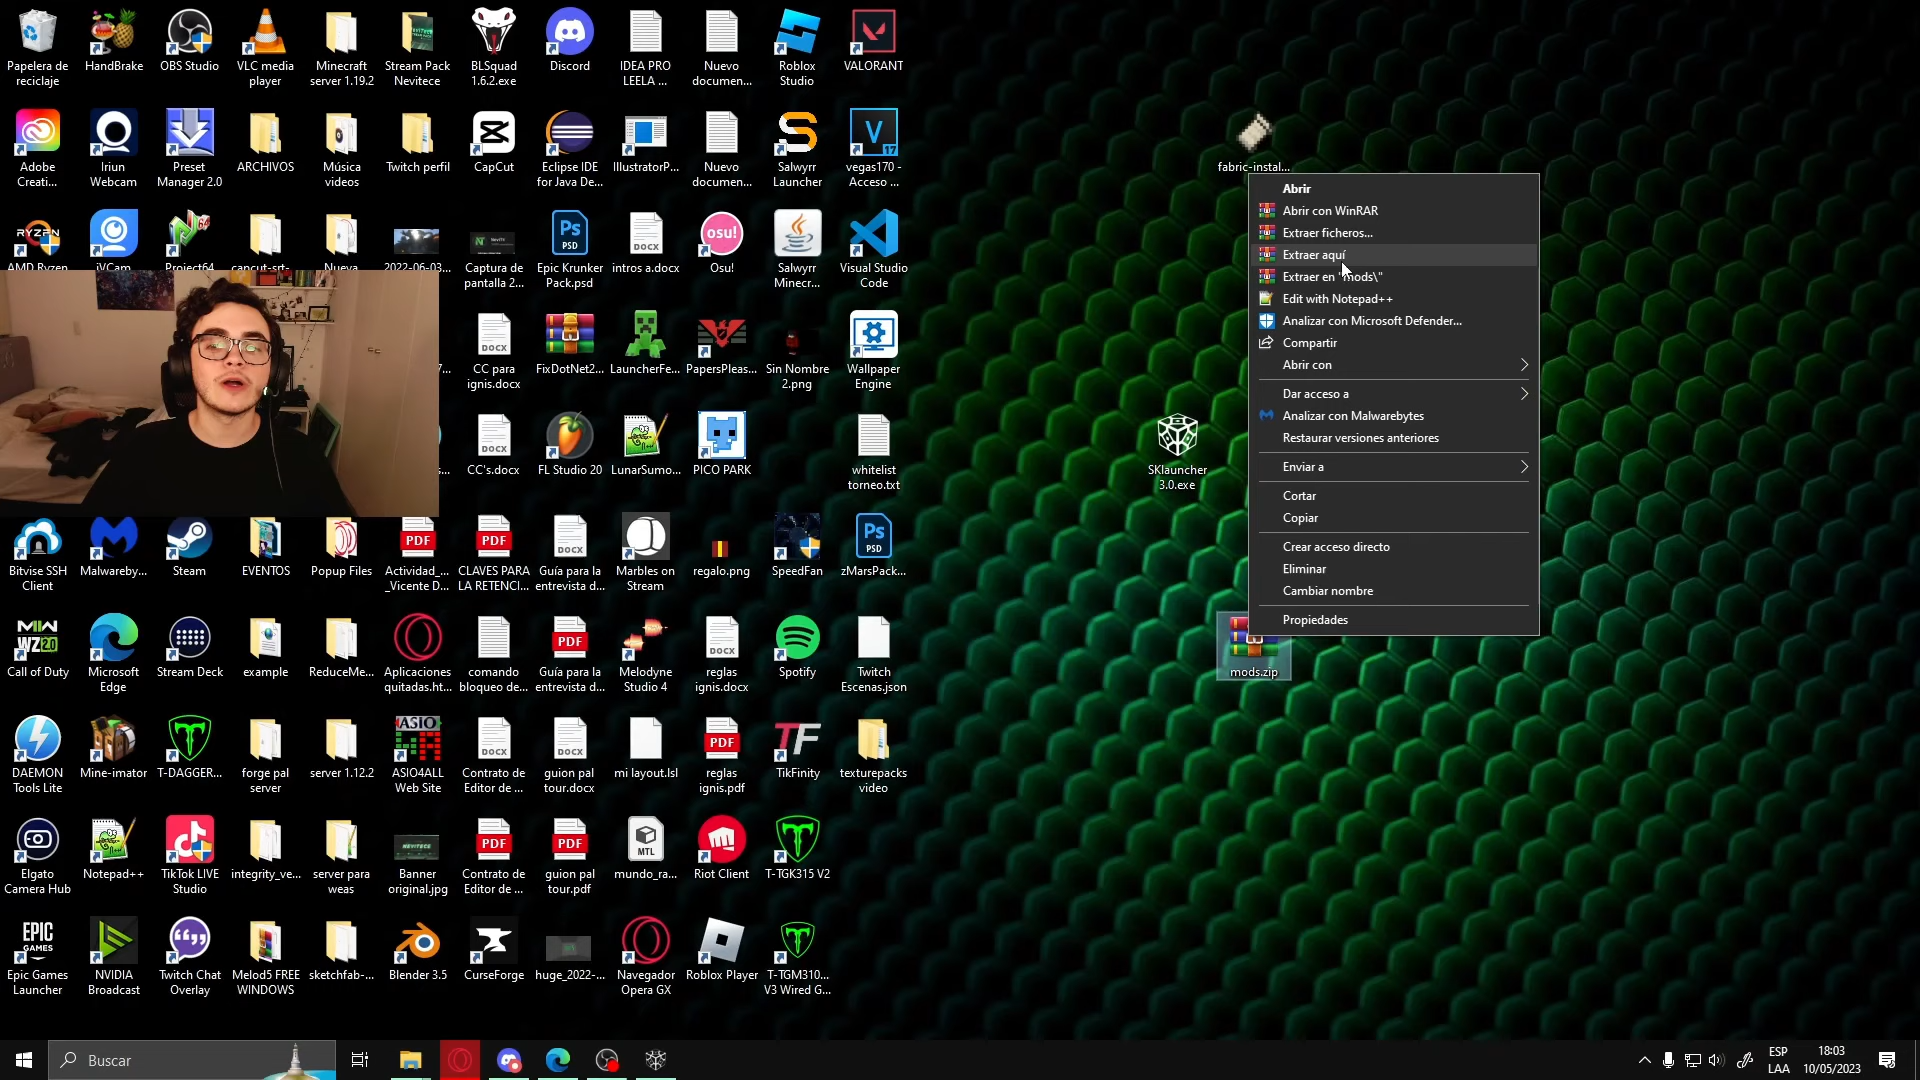 Papelera de
reciclaje
HandBrake
OBS Studio
VLC media
player
Minecraft
server 1.19.2
Stream Pack
Nevitece
BLSquad
1.6.2.exe
Discord
IDEA PRO
LEELA ...
Nuevo
documen...
Roblox
Studio
VALORANT
Adobe
Creati...
Iriun
Webcam
Preset
Manager 2.0
ARCHIVOS
Música
videos
Twitch perfil
CapCut
Eclipse IDE
for Java De...
IllustratorP...
Nuevo
documen...
Salwyrr
Launcher
vegas170 -
Acceso ...
fabric-instal...
AMD Ryzen
iVCam
Project64
capcut-srt-
Nueva
2022-06-03...
Captura de
pantalla 2...
Epic Krunker
Pack.psd
intros a.docx
Osu!
Salwyrr
Minecr...
Visual Studio
Code
CC para
ignis.docx
FixDotNet2...
LauncherFe...
PapersPleas...
Sin Nombre
2.png
Wallpaper
Engine
CC's.docx
FL Studio 20
LunarSumo...
PICO PARK
whitelist
torneo.txt
SKlauncher
3.0.exe
Bitvise SSH
Client
Malwareby...
Steam
EVENTOS
Popup Files
Actividad_...
_Vicente D...
CLAVES PARA
LA RETENCI...
Guía para la
entrevista d...
Marbles on
Stream
regalo.png
SpeedFan
zMarsPack...
Call of Duty
Microsoft
Edge
Stream Deck
example
ReduceMe...
Aplicaciones
quitadas.ht...
comando
bloqueo de...
Guía para la
entrevista d...
Melodyne
Studio 4
reglas
ignis.docx
Spotify
Twitch
Escenas.json
mods.zip
DAEMON
Tools Lite
Mine-imator
T-DAGGER...
forge pal
server
server 1.12.2
ASIO4ALL
Web Site
Contrato de
Editor de ...
guion pal
tour.docx
mi layout.lsl
reglas
ignis.pdf
TikFinity
texturepacks
video
Elgato
Camera Hub
Notepad++
TikTok LIVE
Studio
integrity_ve...
server para
weas
Banner
original.jpg
Contrato de
Editor de ...
guion pal
tour.pdf
mundo_ra...
Riot Client
T-TGK315 V2
Epic Games
Launcher
NVIDIA
Broadcast
Twitch Chat
Overlay
Melod5 FREE
WINDOWS
sketchfab-...
Blender 3.5
CurseForge
huge_2022-...
Navegador
Opera GX
Roblox Player
T-TGM310...
V3 Wired G...
Abrir
Abrir con WinRAR
Extraer ficheros...
Extraer aquí
Extraer en "mods\"
Edit with Notepad++
Analizar con Microsoft Defender...
Compartir
Abrir con
Dar acceso a
Analizar con Malwarebytes
Restaurar versiones anteriores
Enviar a
Cortar
Copiar
Crear acceso directo
Eliminar
Cambiar nombre
Propiedades
Buscar
ESP
LAA
18:03
10/05/2023